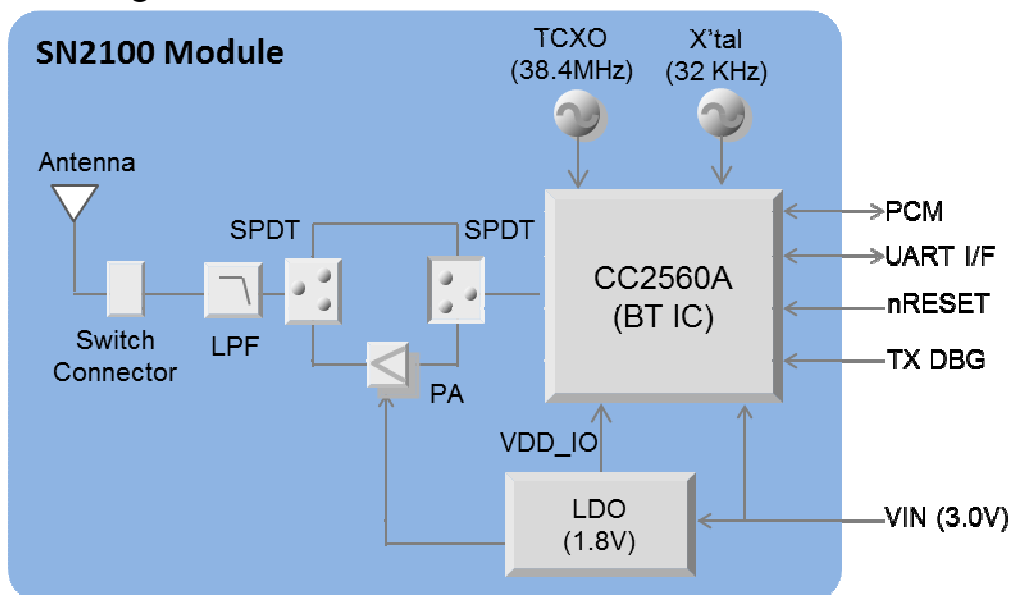 SN2100 Module
TCXO
(38.4MHz)
X'tal
(32 KHz)
Antenna
SPDT
SPDT
Switch
Connector
LPF
PA
CC2560A
(BT IC)
PCM
UART I/F
nRESET
TX DBG
VDD_IO
LDO
(1.8V)
VIN (3.0V)